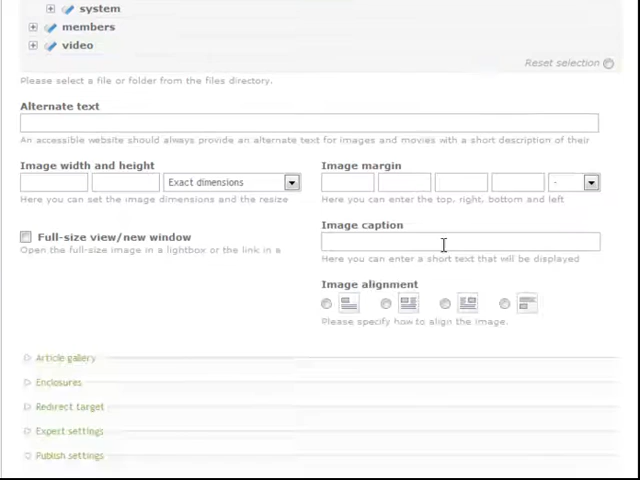 system
members
video
Reset selection
Please select a file or folder from the files directory.
Alternate text
An accessible website should always provide an alternate text for images and movies with a short description of their
Image width and height
Image margin
Exact dimensions
-
Here you can set the image dimensions and the resize
Here you can enter the top, right, bottom and left
Image caption
Full-size view/new window
Open the full-size image in a lightbox or the link in a
Here you can enter a short text that will be displayed
Image alignment
Please specify how to align the image.
Article gallery
Enclosures
Redirect target
Expert settings
Publish settings